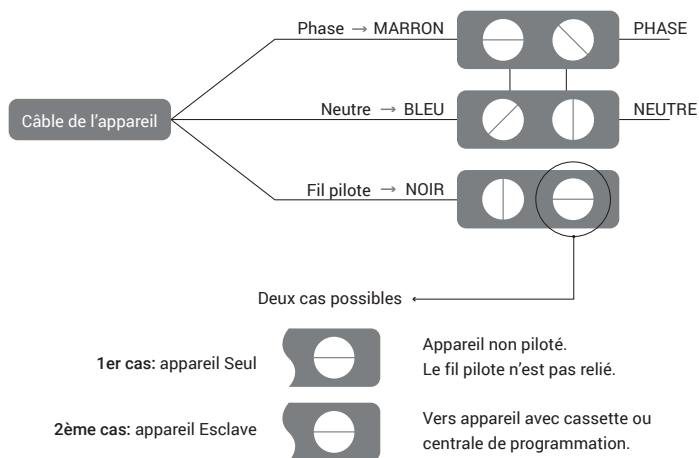 Phase → MARRON PHASE
Câble de l'appareil
Neutre → BLEU NEUTRE
Fil pilote → NOIR
Deux cas possibles
1er cas: appareil Seul
Appareil non piloté.
Le fil pilote n'est pas relié.
2ème cas: appareil Esclave
Vers appareil avec cassette ou
centrale de programmation.